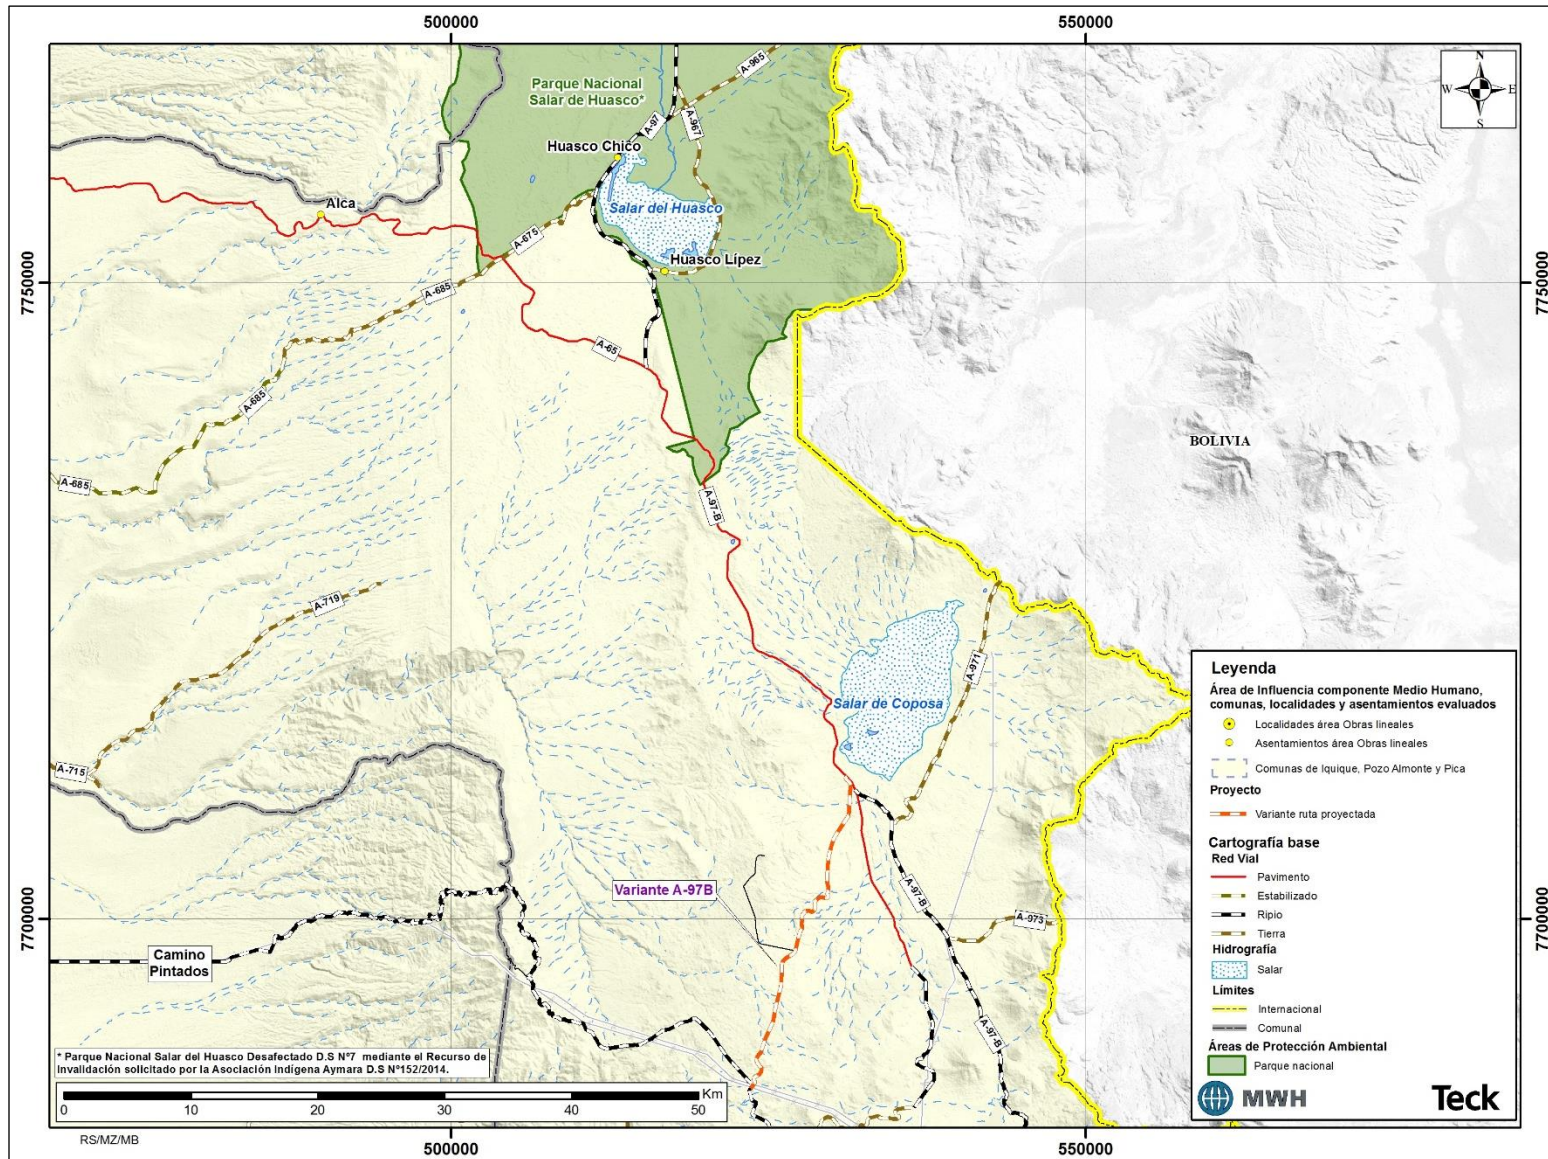 500000
550000
N
W
E
S
Parque Nacional
Salar de Huasco*
A-965
A-97
A-967
Huasco Chico
Alca
Salar del Huasco
A-675
Huasco Lípez
7750000
7750000
A-685
A-65
A-685
BOLIVIA
A-685
A-97-B
A-719
A-971
Salar de Coposa
A-715
Variante A-97B
A-97-B
7700000
7700000
A-973
Camino
Pintados
A-97-B
* Parque Nacional Salar del Huasco Desafectado D.S Nº7 mediante el Recurso de
Invalidación solicitado por la Asociación Indígena Aymara D.S Nº152/2014.
Km
0 10 20 30 40 50
RS/MZ/MB
500000
550000
Leyenda
Área de Influencia componente Medio Humano,
comunas, localidades y asentamientos evaluados
Localidades área Obras lineales
Asentamientos área Obras lineales
Comunas de Iquique, Pozo Almonte y Pica
Proyecto
Variante ruta proyectada
Cartografía base
Red Vial
Pavimento
Estabilizado
Ripio
Tierra
Hidrografía
Salar
Límites
Internacional
Comunal
Áreas de Protección Ambiental
Parque nacional
MWH
Teck